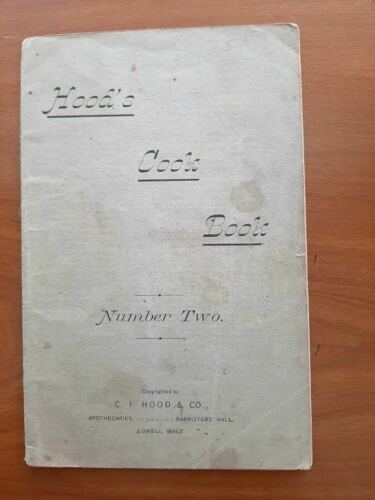 Hood's
Cook
Book
Number Two.
Copyrighted by
C. I. HOOD & CO.,
APOTHECARIES, - - - - - - - - BARRISTERS' HALL,
LOWELL, MASS